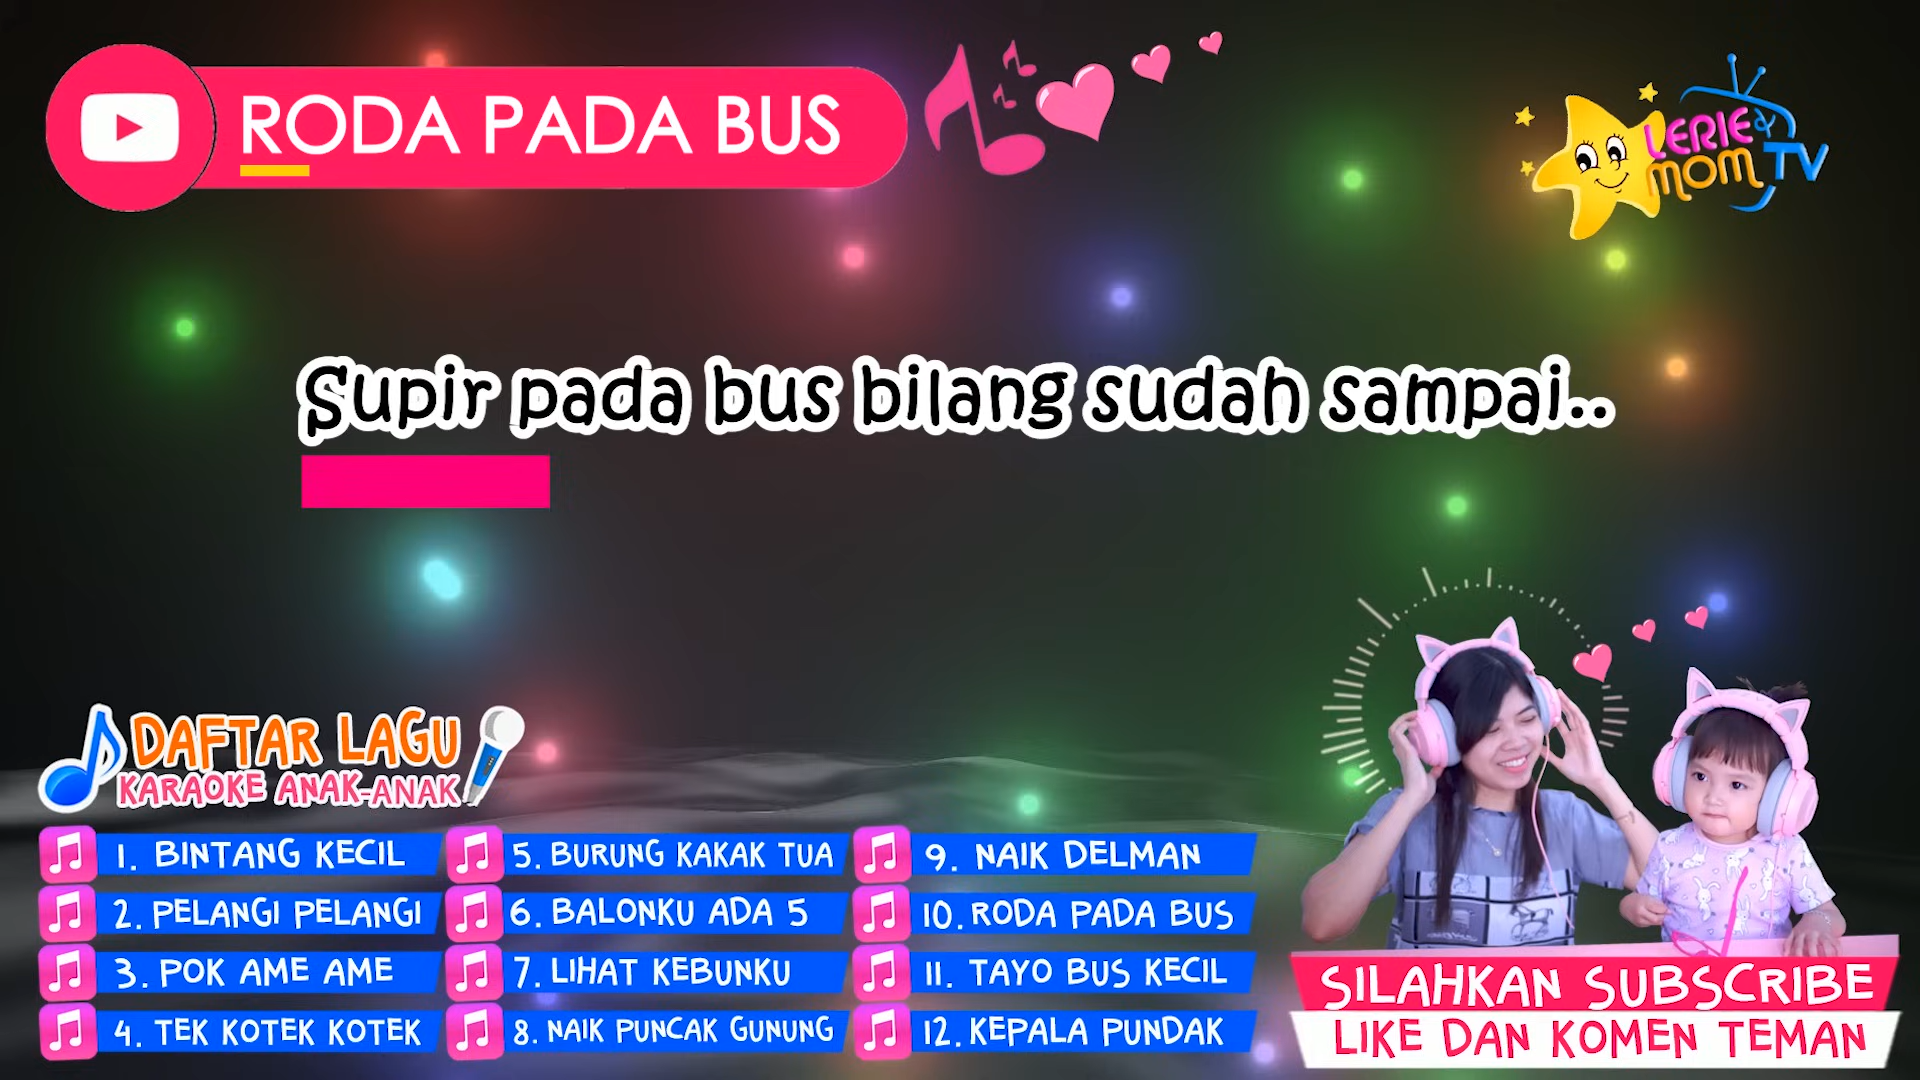 RODA PADA BUS
LERIE &
MOM TV
Supir pada bus bilang sudah sampai..
DAFTAR LAGU
KARAOKE ANAK-ANAK
1. BINTANG KECIL
2. PELANGI PELANGI
3. POK AME AME
4. TEK KOTEK KOTEK
5. BURUNG KAKAK TUA
6. BALONKU ADA 5
7. LIHAT KEBUNKU
8. NAIK PUNCAK GUNUNG
9. NAIK DELMAN
10. RODA PADA BUS
11. TAYO BUS KECIL
12. KEPALA PUNDAK
SILAHKAN SUBSCRIBE
LIKE DAN KOMEN TEMAN